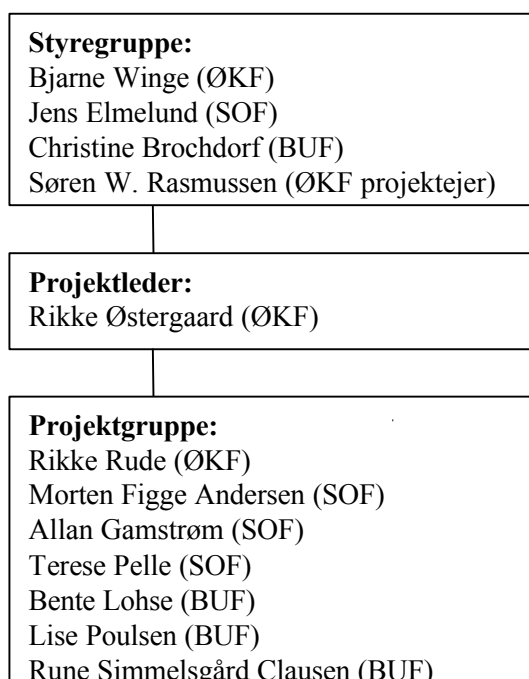 Styregruppe:
Bjarne Winge (ØKF)
Jens Elmelund (SOF)
Christine Brochdorf (BUF)
Søren W. Rasmussen (ØKF projektejer)
Projektleder:
Rikke Østergaard (ØKF)
Projektgruppe:
Rikke Rude (ØKF)
Morten Figge Andersen (SOF)
Allan Gamstrøm (SOF)
Terese Pelle (SOF)
Bente Lohse (BUF)
Lise Poulsen (BUF)
Rune Simmelsgård Clausen (BUF)